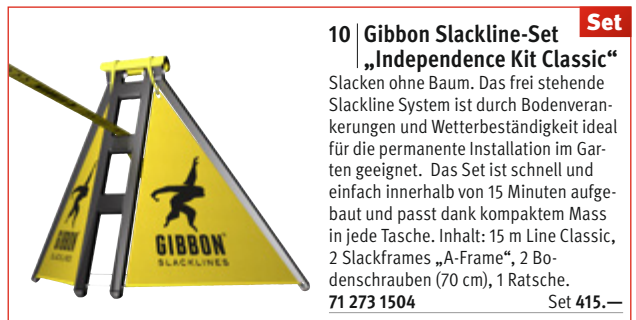 Set
10 Gibbon Slackline-Set
„Independence Kit Classic“
Slacken ohne Baum. Das frei stehende
Slackline System ist durch Bodenveran-
kerungen und Wetterbeständigkeit ideal
für die permanente Installation im Gar-
ten geeignet. Das Set ist schnell und
einfach innerhalb von 15 Minuten aufge-
baut und passt dank kompaktem Mass
in jede Tasche. Inhalt: 15 m Line Classic,
2 Slackframes „A-Frame“, 2 Bo-
denschrauben (70 cm), 1 Ratsche.
71 273 1504 Set 415.—
GIBBON
SLACKLINES
GIBBON